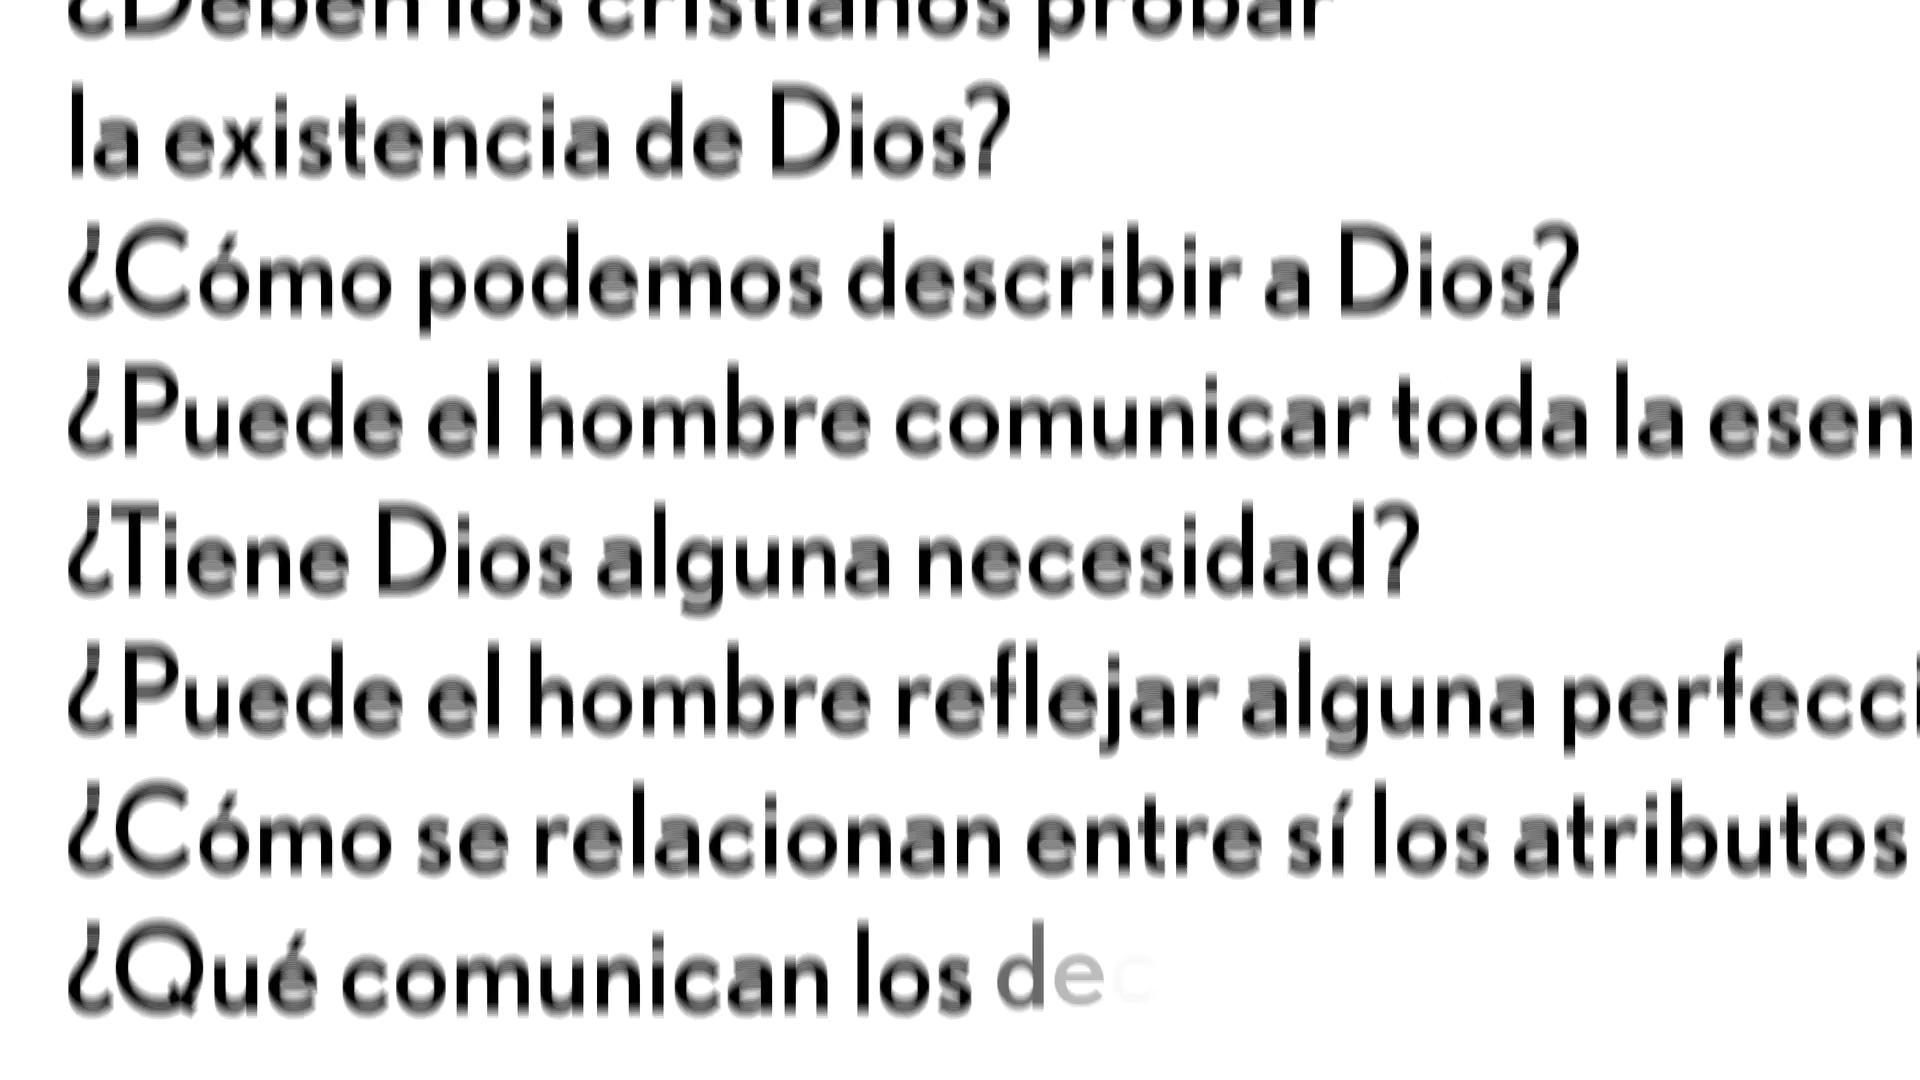 ¿Deben los cristianos probar
la existencia de Dios?
¿Cómo podemos describir a Dios?
¿Puede el hombre comunicar toda la esen
¿Tiene Dios alguna necesidad?
¿Puede el hombre reflejar alguna perfecci
¿Cómo se relacionan entre sí los atributos
¿Qué comunican los dec